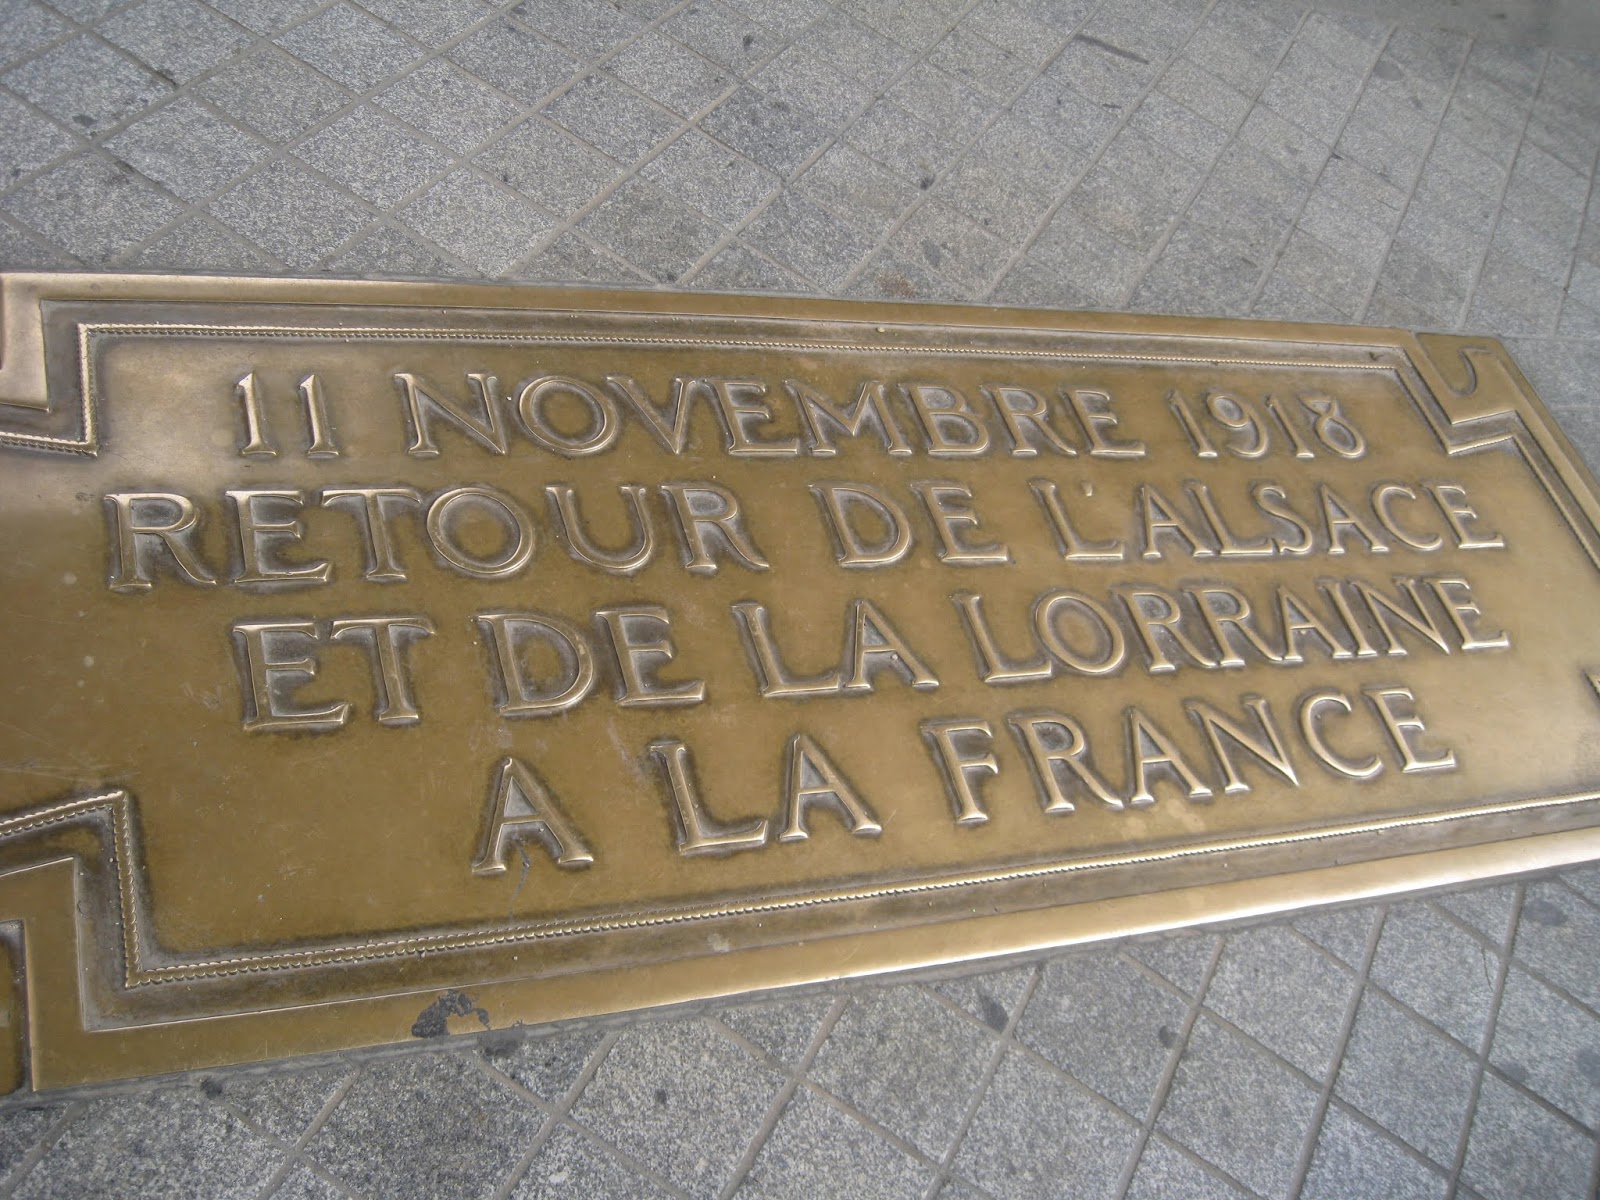 11 NOVEMBRE 1918
RETOUR DE L'ALSACE
ET DE LA LORRAINE
A LA FRANCE